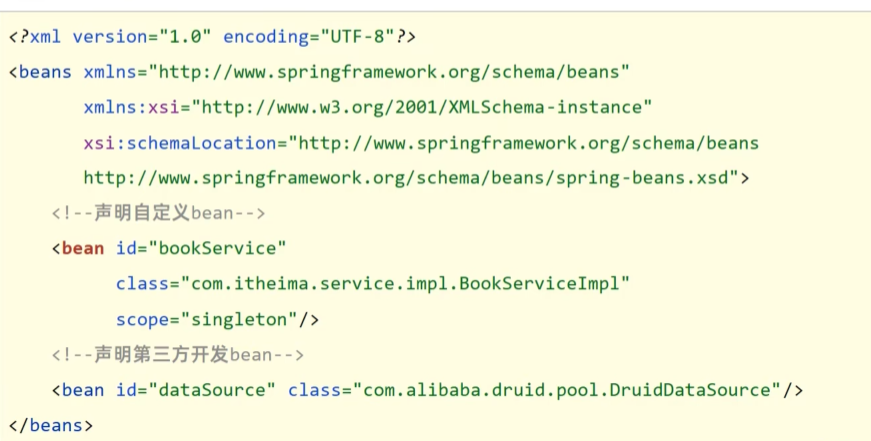 <?xml version="1.0" encoding="UTF-8"?>
<beans xmlns="http://www.springframework.org/schema/beans"
       xmlns:xsi="http://www.w3.org/2001/XMLSchema-instance"
       xsi:schemaLocation="http://www.springframework.org/schema/beans
       http://www.springframework.org/schema/beans/spring-beans.xsd">
    <!--声明自定义bean-->
    <bean id="bookService"
          class="com.itheima.service.impl.BookServiceImpl"
          scope="singleton"/>
    <!--声明第三方开发bean-->
    <bean id="dataSource" class="com.alibaba.druid.pool.DruidDataSource"/>
</beans>